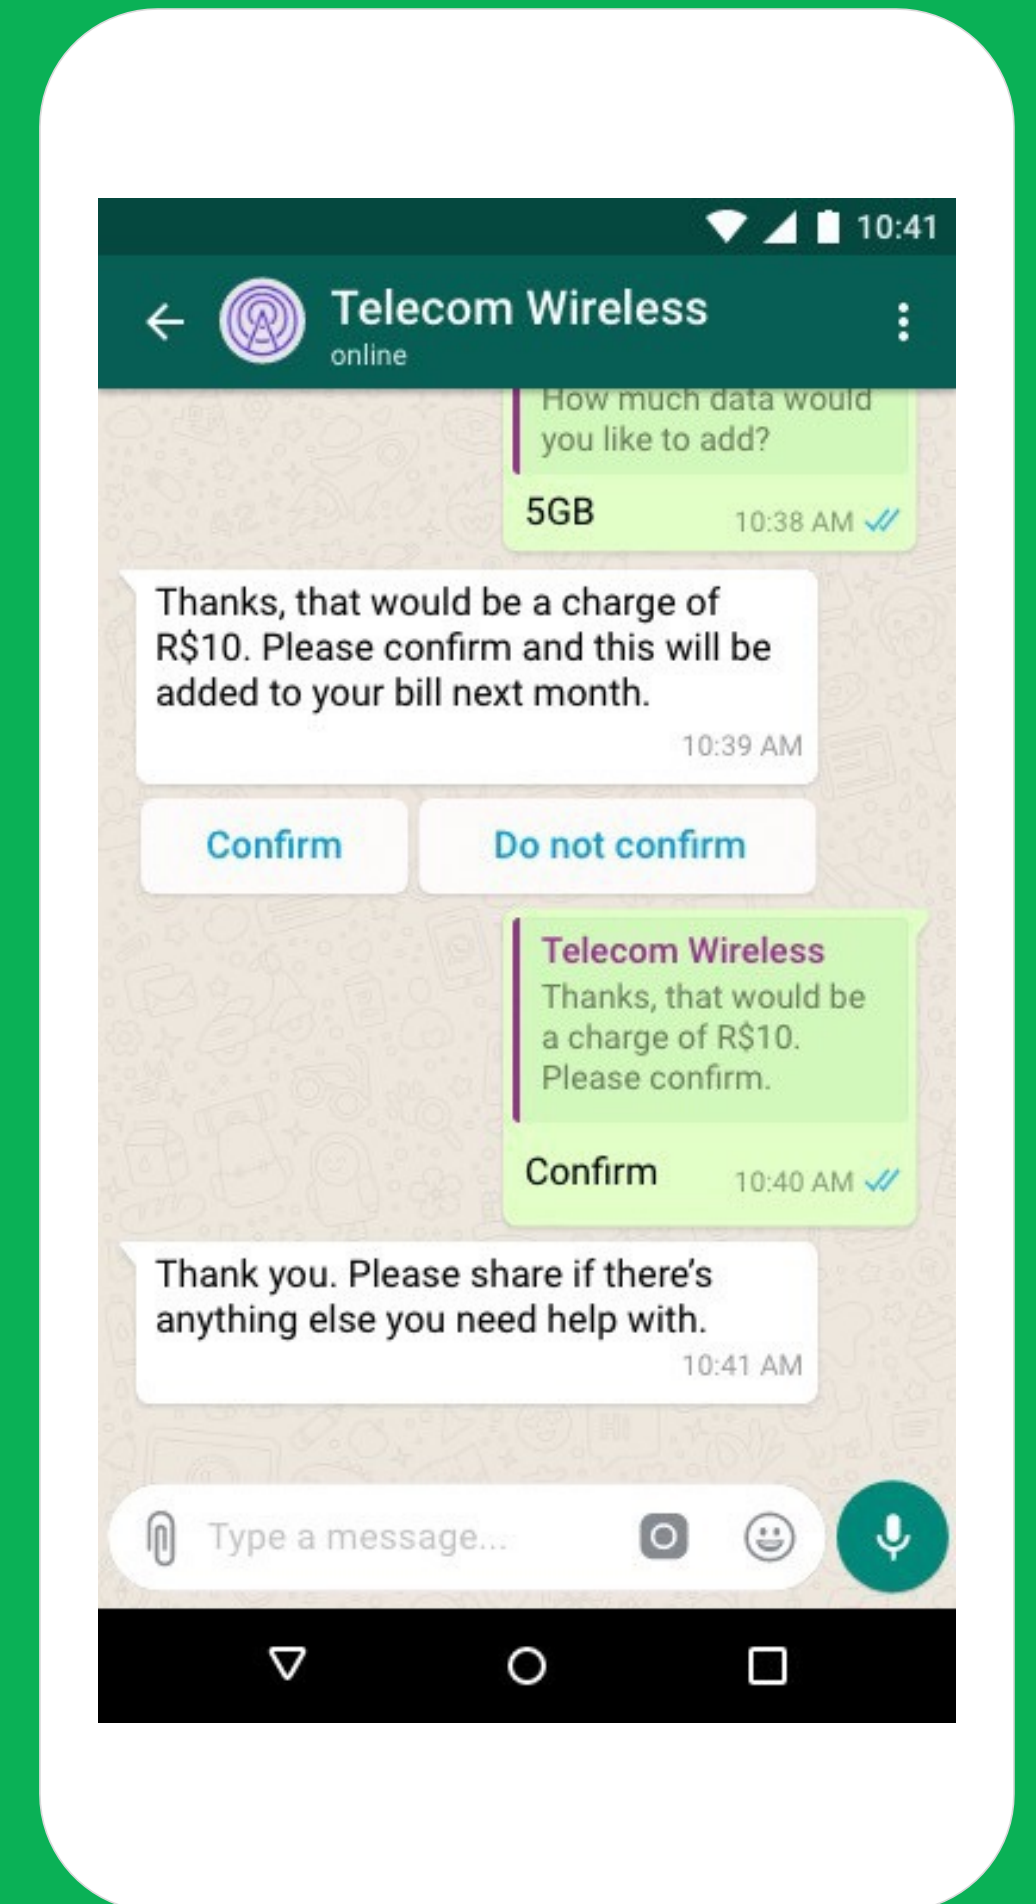 10:41
Telecom Wireless
online
How much data would
you like to add?
5GB
10:38 AM
Thanks, that would be a charge of
R$10. Please confirm and this will be
added to your bill next month.
10:39 AM
Confirm
Do not confirm
Telecom Wireless
Thanks, that would be
a charge of R$10.
Please confirm.
Confirm
10:40 AM
Thank you. Please share if there’s
anything else you need help with.
10:41 AM
Type a message...